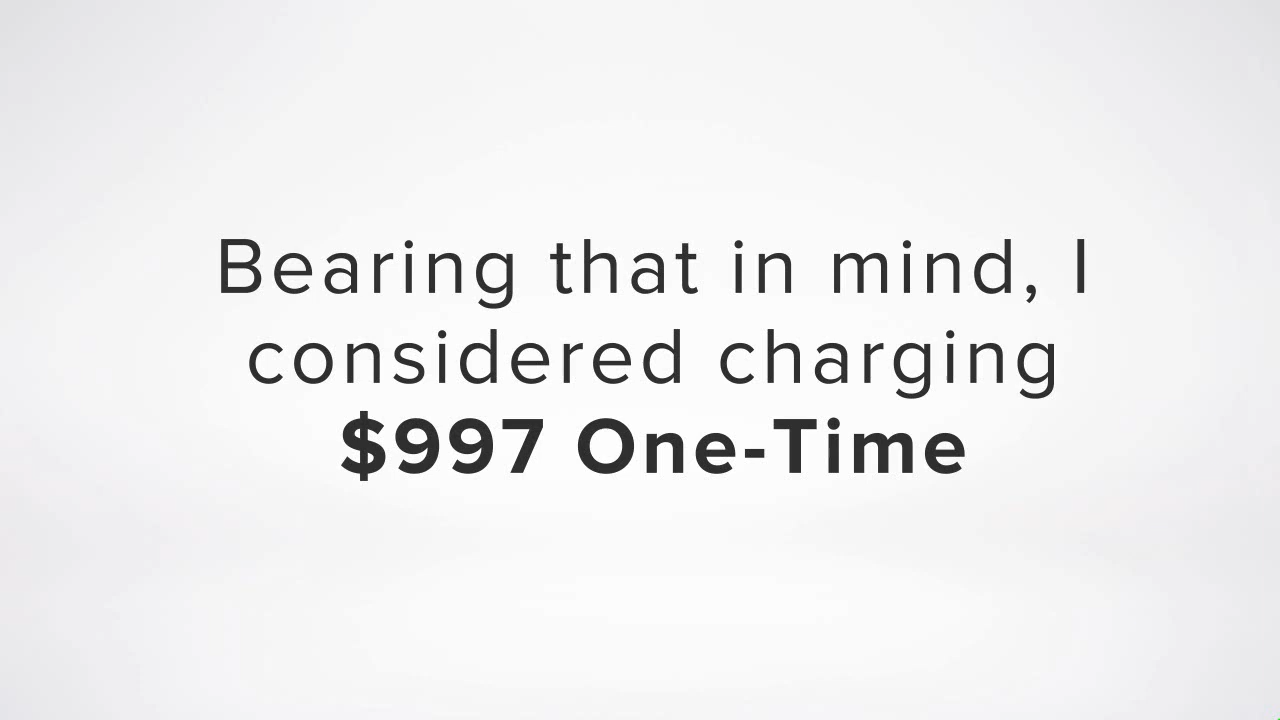 Bearing that in mind, I
considered charging
$997 One-Time